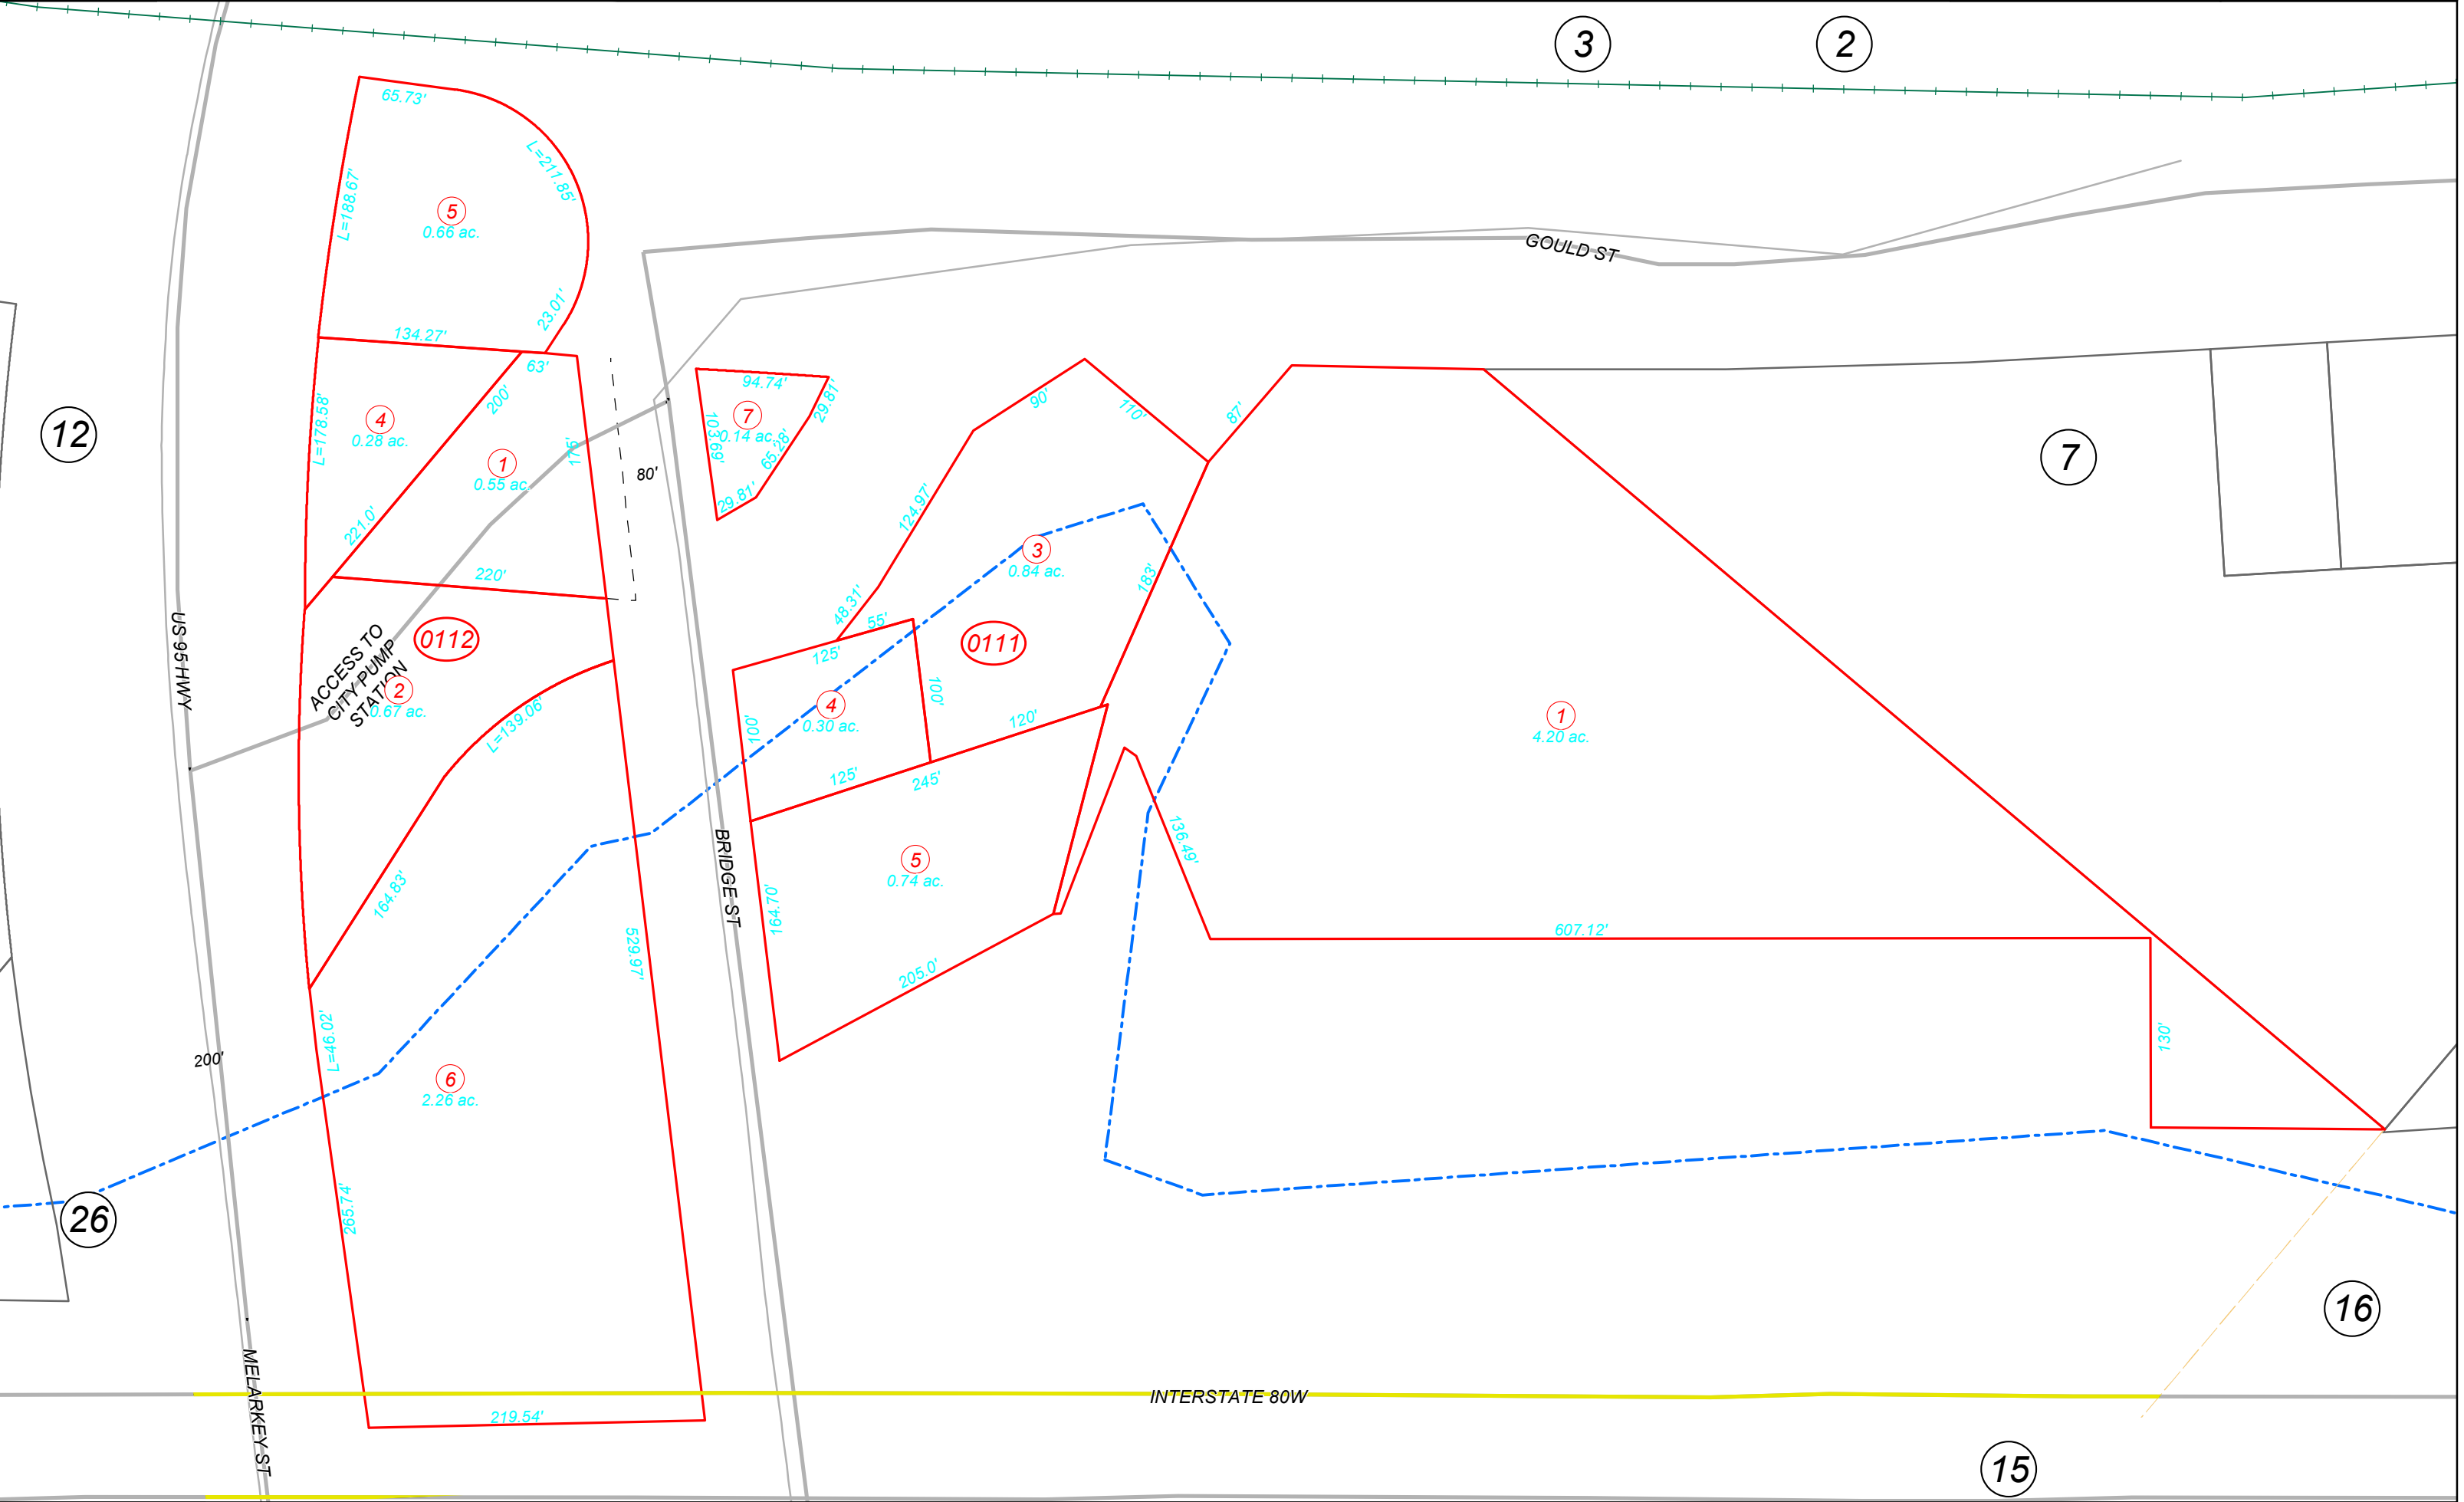 3
2
65.73'
L=211.85'
L=188.67'
5
0.66 ac.
23.01'
GOULD ST
134.27'
63'
200'
94.74'
29.81'
7
0.14 ac.
103.69'
65.28'
29.81'
90'
110'
87'
12
4
0.28 ac.
L=178.58'
1
0.55 ac.
176'
80'
7
221.0'
124.97'
3
0.84 ac.
183'
220'
48.31'
55'
0112
0111
125'
US 95 HWY
ACCESS TO
CITY PUMP
STATION
2
0.67 ac.
L=139.06'
100'
4
0.30 ac.
100'
120'
1
4.20 ac.
125'
245'
136.49'
BRIDGE ST
5
0.74 ac.
164.83'
164.70'
529.97'
205.0'
607.12'
L=46.02'
130'
200'
6
2.26 ac.
265.74'
26
16
INTERSTATE 80W
219.54'
MELARKEY ST
15